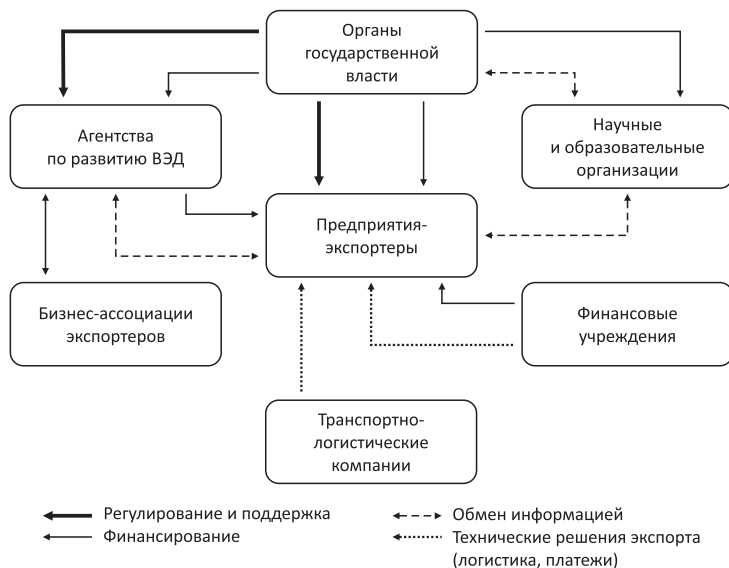 Органы
государственной
власти
Агентства
по развитию ВЭД
Научные
и образовательные
организации
Предприятия-
экспортеры
Бизнес-ассоциации
экспортеров
Финансовые
учреждения
Транспортно-
логистические
компании
Регулирование и поддержка
Финансирование
Обмен информацией
Технические решения экспорта
(логистика, платежи)